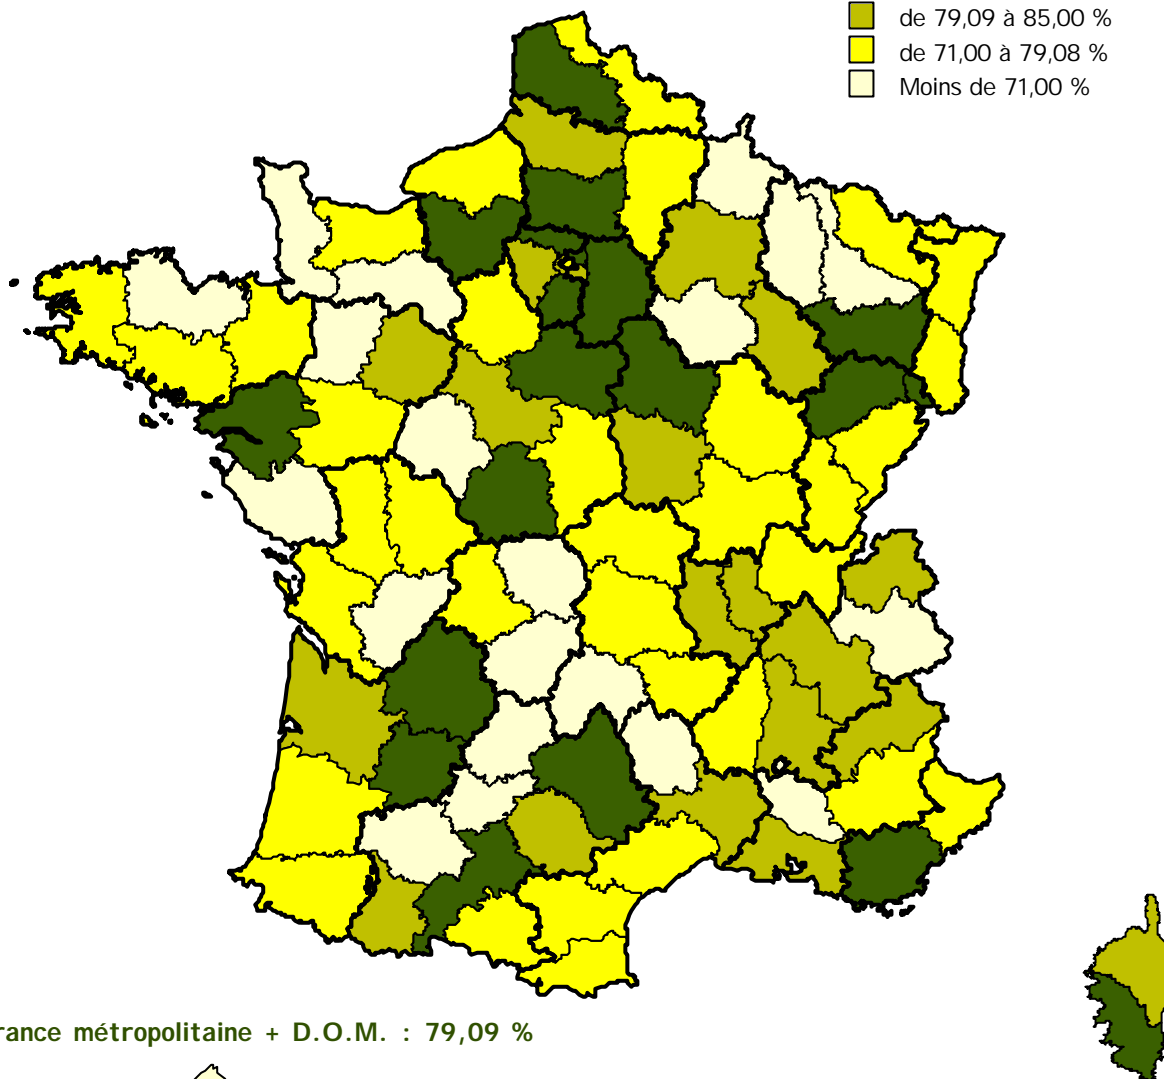 de 79,09 à 85,00 %
de 71,00 à 79,08 %
Moins de 71,00 %
rance métropolitaine + D.O.M. : 79,09 %